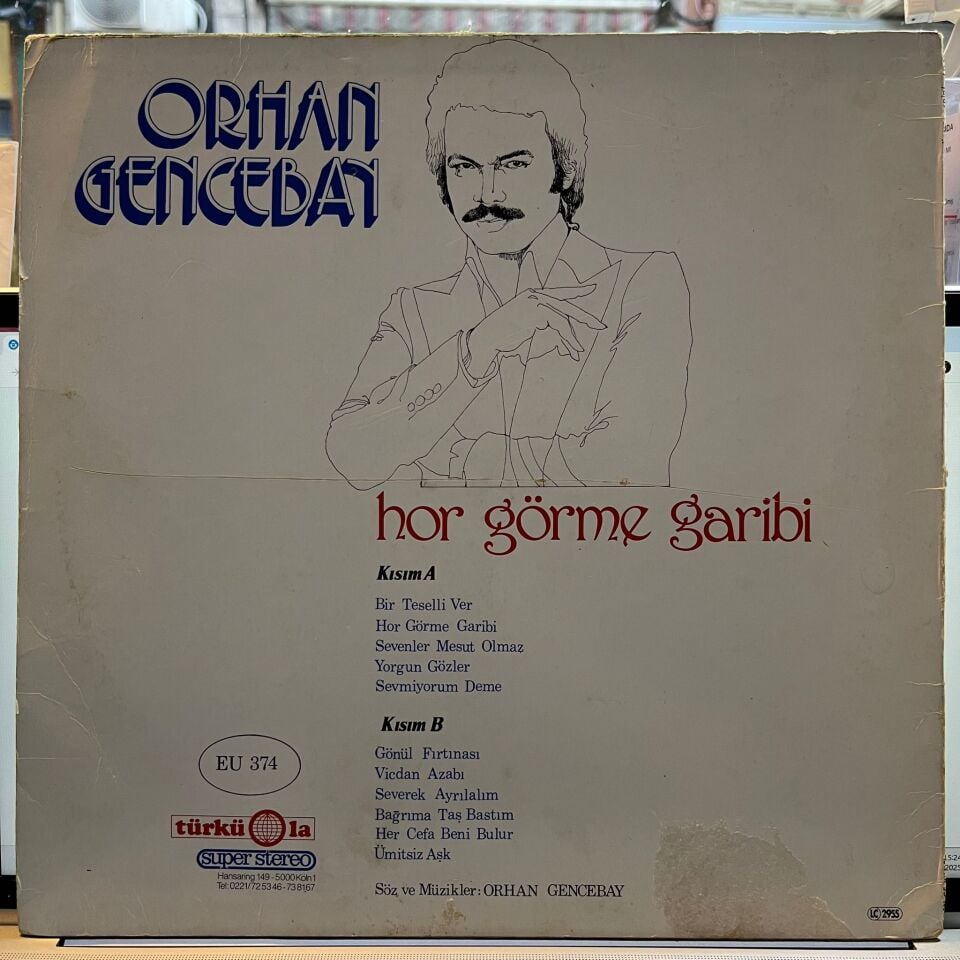 ORHAN
GENCEBAY
hor görme garibi
Kısım A
Bir Teselli Ver
Hor Görme Garibi
Sevenler Mesut Olmaz
Yorgun Gözler
Sevmiyorum Deme
Kısım B
Gönül Fırtınası
Vicdan Azabı
Severek Ayrılalım
Bağrıma Taş Bastım
Her Cefa Beni Bulur
Ümitsiz Aşk
Söz ve Müzikler: ORHAN GENCEBAY
EU 374
türkü la
super stereo
Hansaring 149 - 5000 Köln 1
Tel: 0221/72 53 46 - 73 81 67
LC 2955